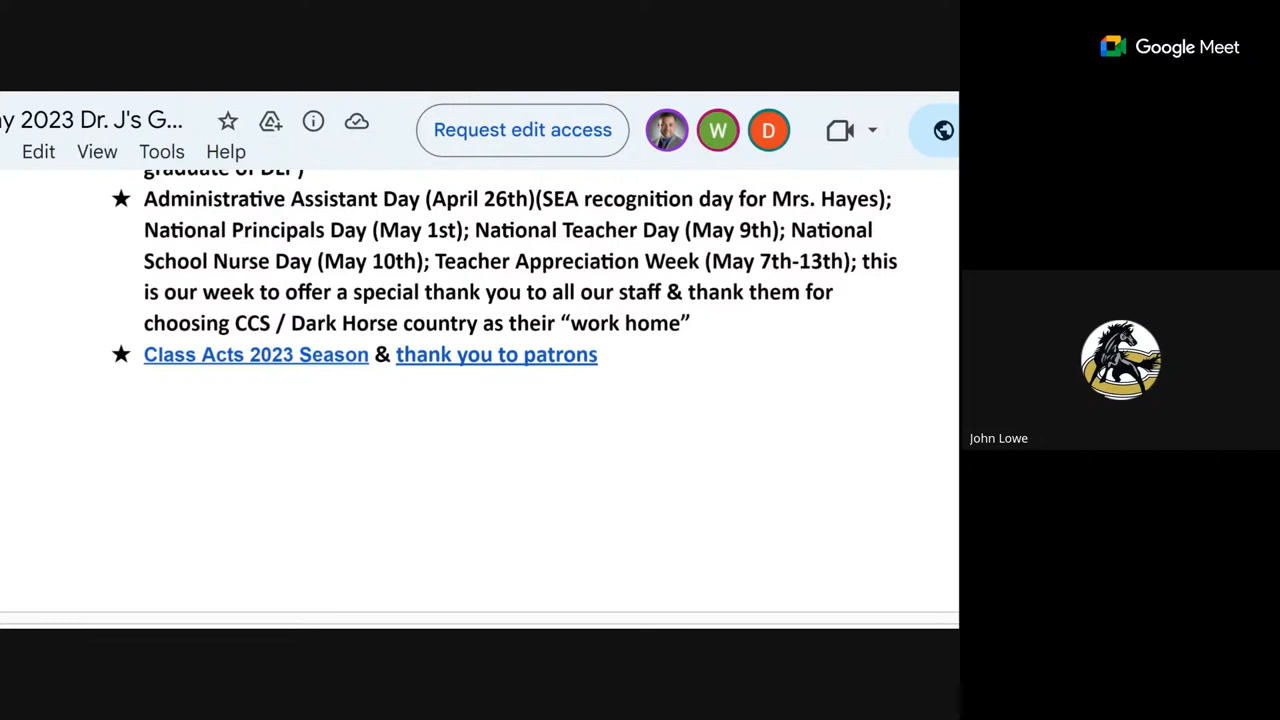 Google Meet
ay 2023 Dr. J's G...
Request edit access
W
D
Edit View Tools Help
graduate of DLP)
★ Administrative Assistant Day (April 26th)(SEA recognition day for Mrs. Hayes);
National Principals Day (May 1st); National Teacher Day (May 9th); National
School Nurse Day (May 10th); Teacher Appreciation Week (May 7th-13th); this
is our week to offer a special thank you to all our staff & thank them for
choosing CCS / Dark Horse country as their “work home”
★ Class Acts 2023 Season & thank you to patrons
John Lowe